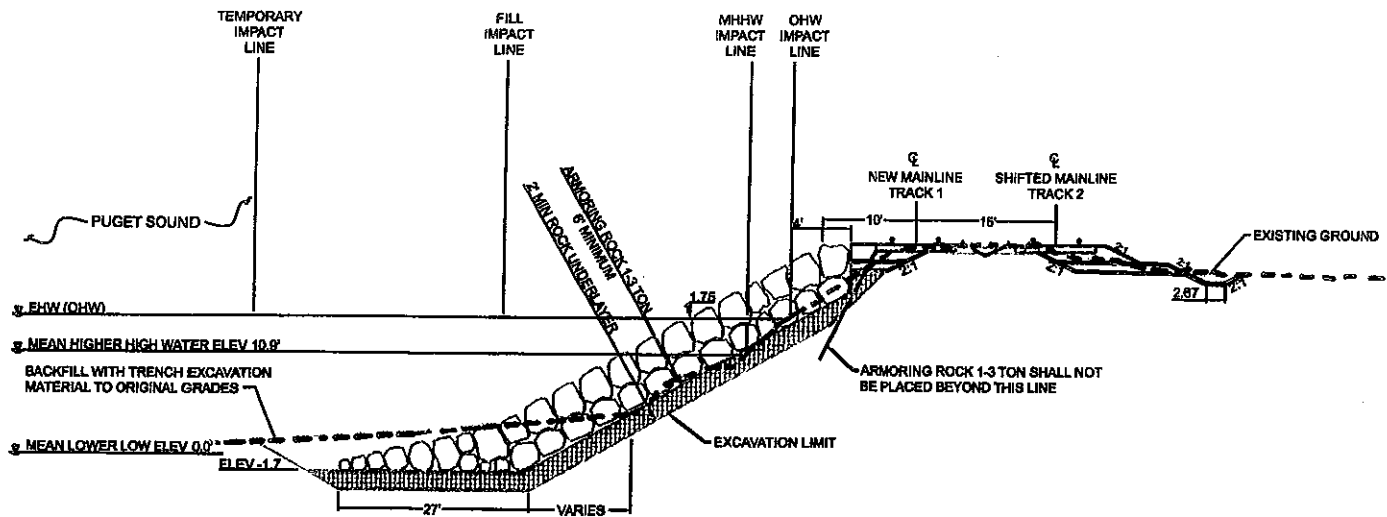 TEMPORARY
IMPACT
LINE
FILL
IMPACT
LINE
MHHW
IMPACT
LINE
OHW
IMPACT
LINE
℄
NEW MAINLINE
TRACK 1
℄
SHIFTED MAINLINE
TRACK 2
PUGET SOUND
2' MIN ROCK UNDERLAYER
ARMORING ROCK 1-3 TON
6' MINIMUM
4'
10'
16'
EXISTING GROUND
2:1
2:1
2:1
2:1
2:1
2.67
1.75
EHW (OHW)
MEAN HIGHER HIGH WATER ELEV 10.9'
BACKFILL WITH TRENCH EXCAVATION
MATERIAL TO ORIGINAL GRADES
ARMORING ROCK 1-3 TON SHALL NOT
BE PLACED BEYOND THIS LINE
EXCAVATION LIMIT
MEAN LOWER LOW ELEV 0.0'
ELEV -1.7
27'
VARIES